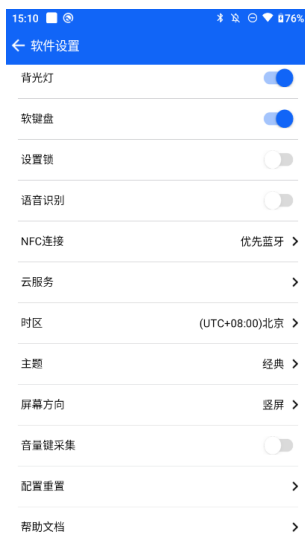 15:10 76%
软件设置
背光灯
软键盘
设置锁
语音识别
NFC连接 优先蓝牙
云服务
时区 (UTC+08:00)北京
主题 经典
屏幕方向 竖屏
音量键采集
配置重置
帮助文档